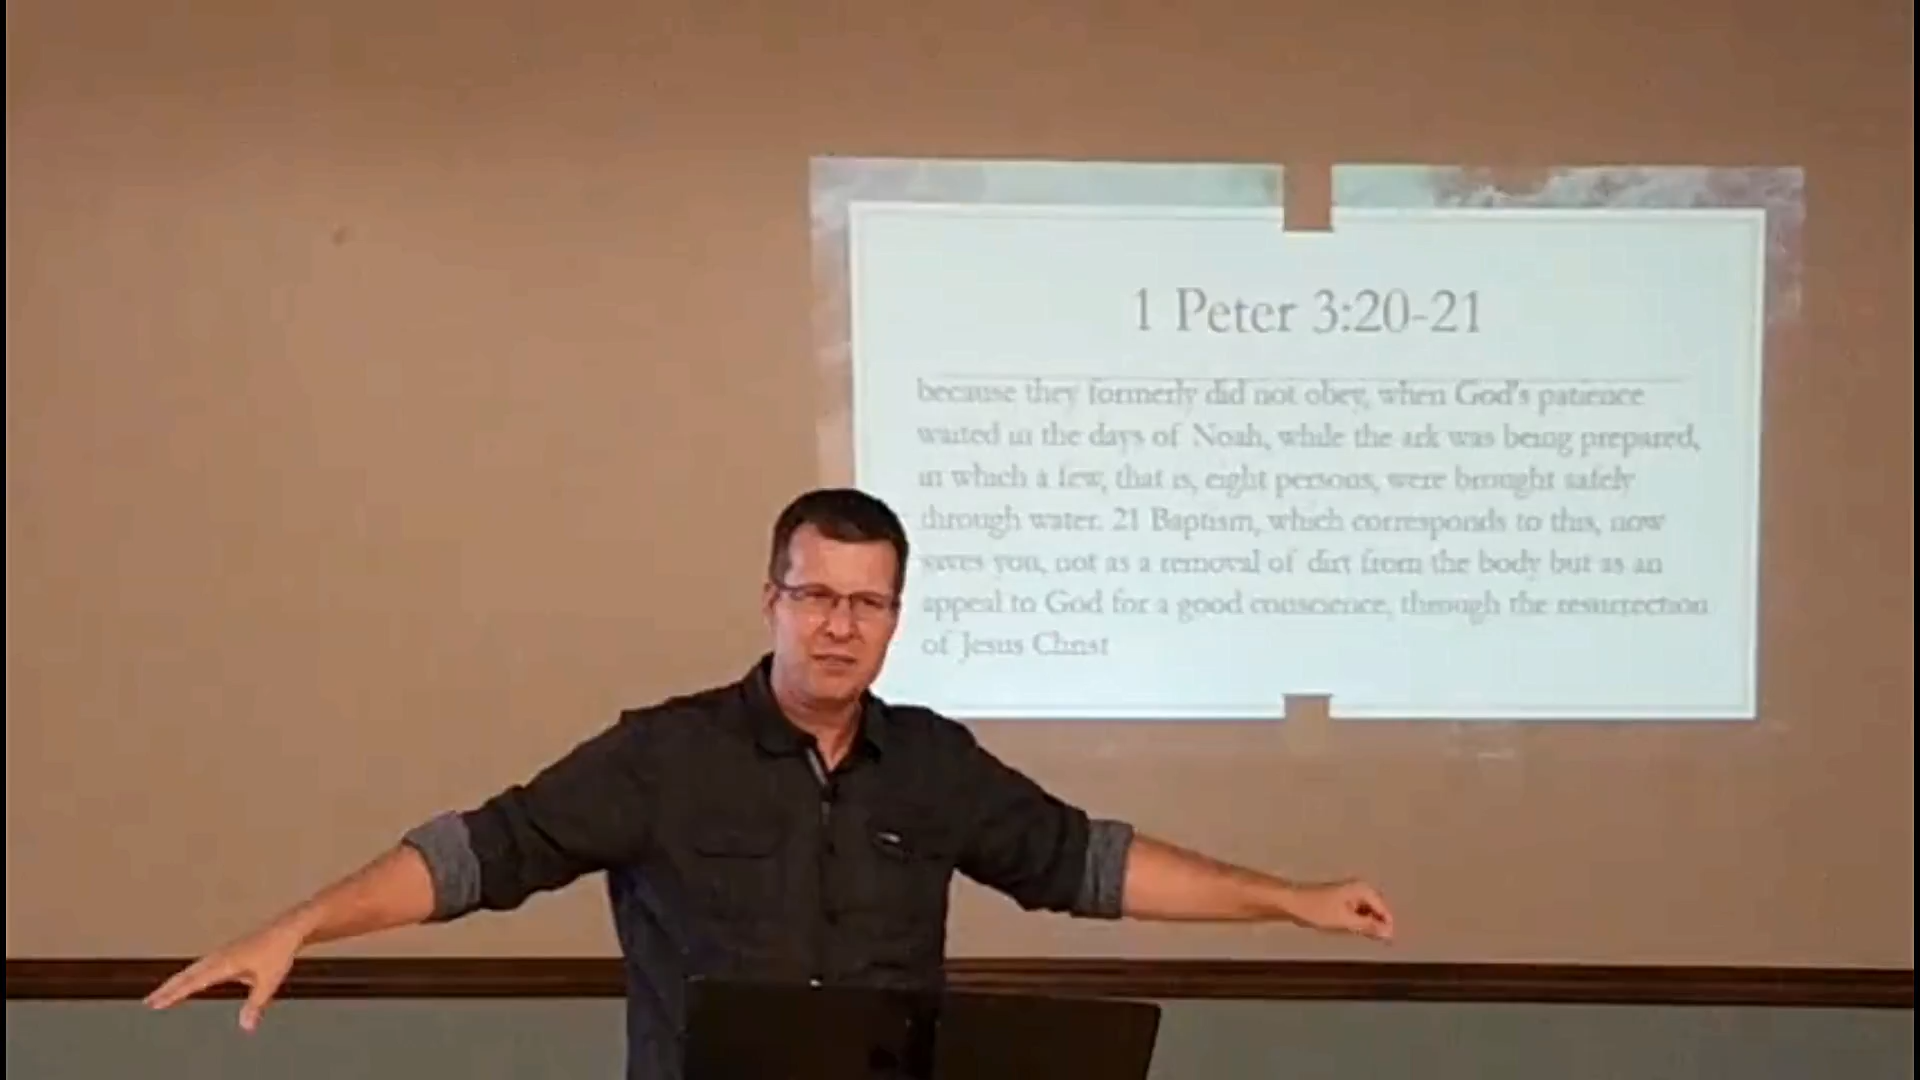 1 Peter 3:20-21
because they formerly did not obey, when God's patience
waited in the days of Noah, while the ark was being prepared,
in which a few, that is, eight persons, were brought safely
through water. 21 Baptism, which corresponds to this, now
saves you, not as a removal of dirt from the body but as an
appeal to God for a good conscience, through the resurrection
of Jesus Christ